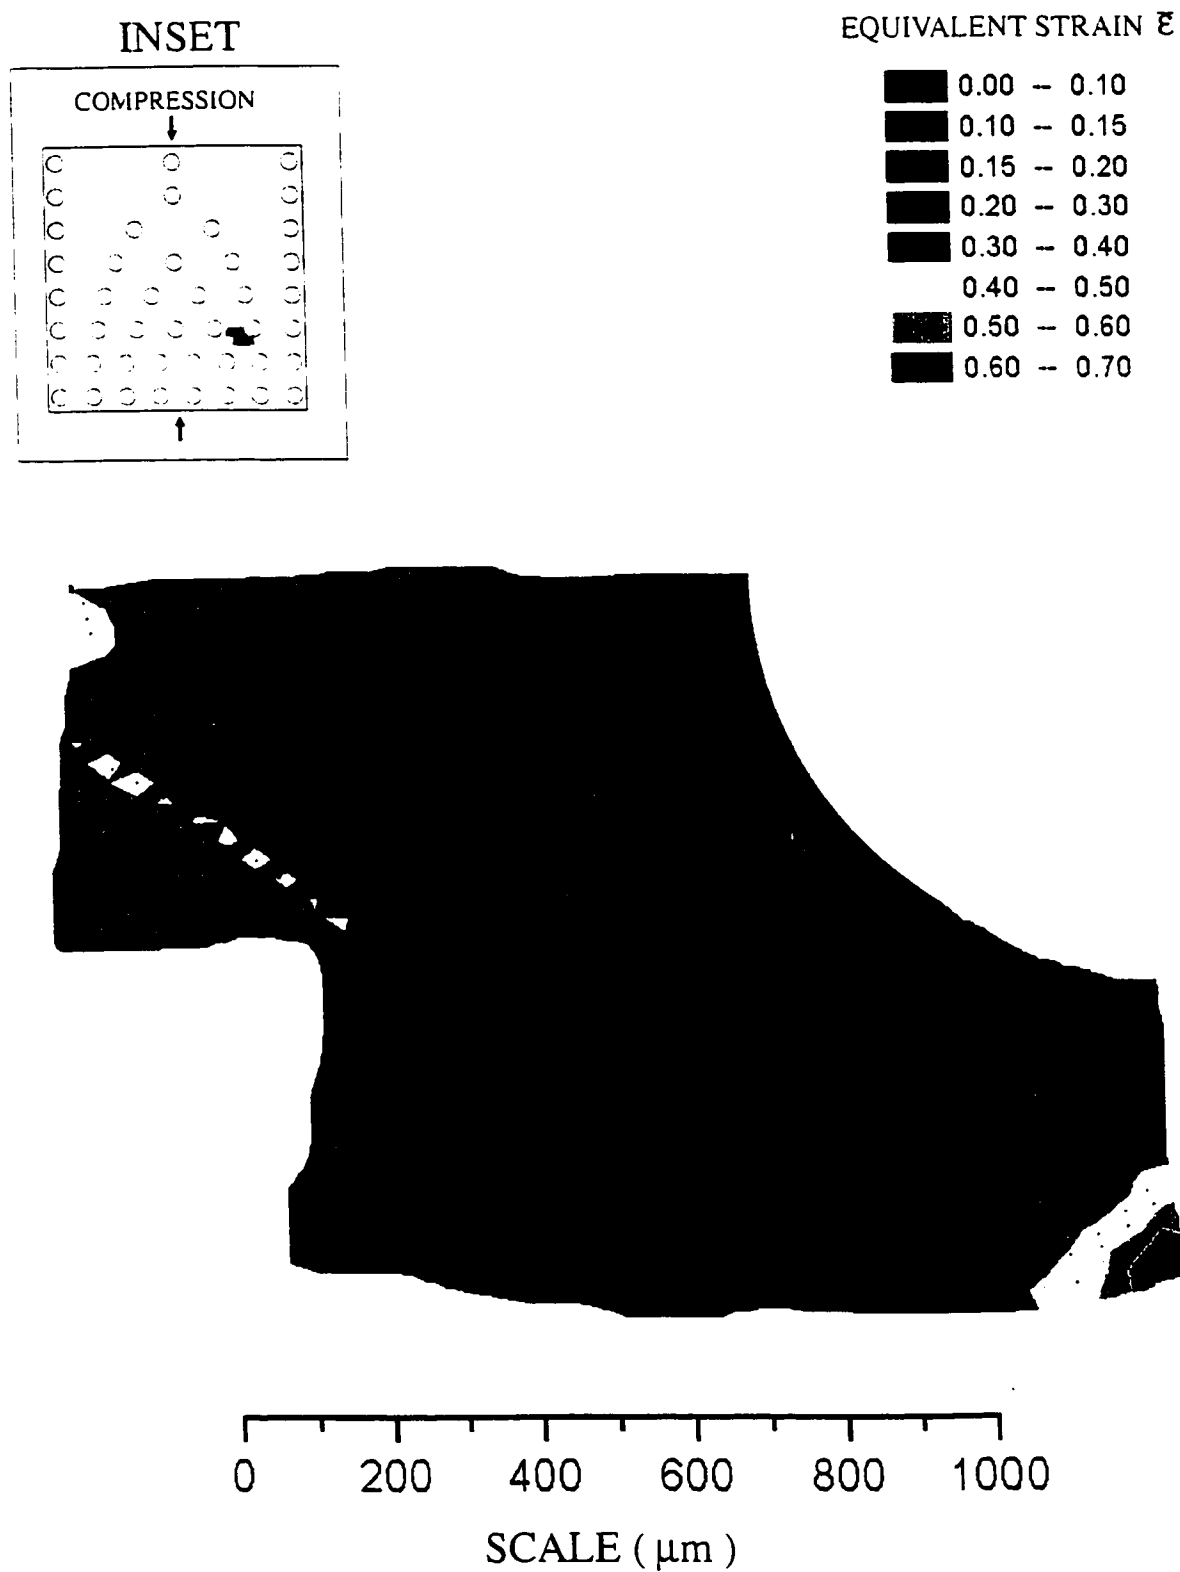 INSET
COMPRESSION
EQUIVALENT STRAIN ε̄
0.00 -- 0.10
0.10 -- 0.15
0.15 -- 0.20
0.20 -- 0.30
0.30 -- 0.40
0.40 -- 0.50
0.50 -- 0.60
0.60 -- 0.70
0 200 400 600 800 1000
SCALE ( μm )